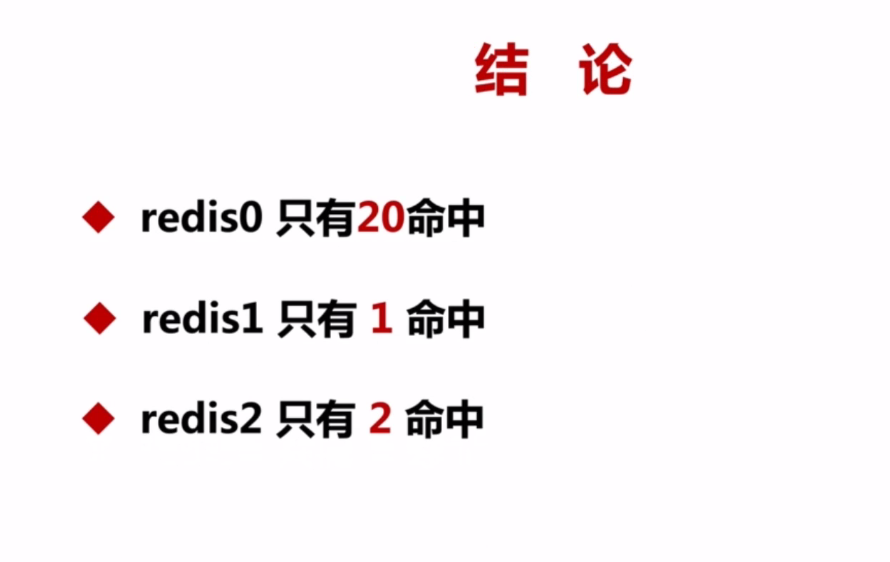 结 论
redis0 只有20命中
redis1 只有 1 命中
redis2 只有 2 命中